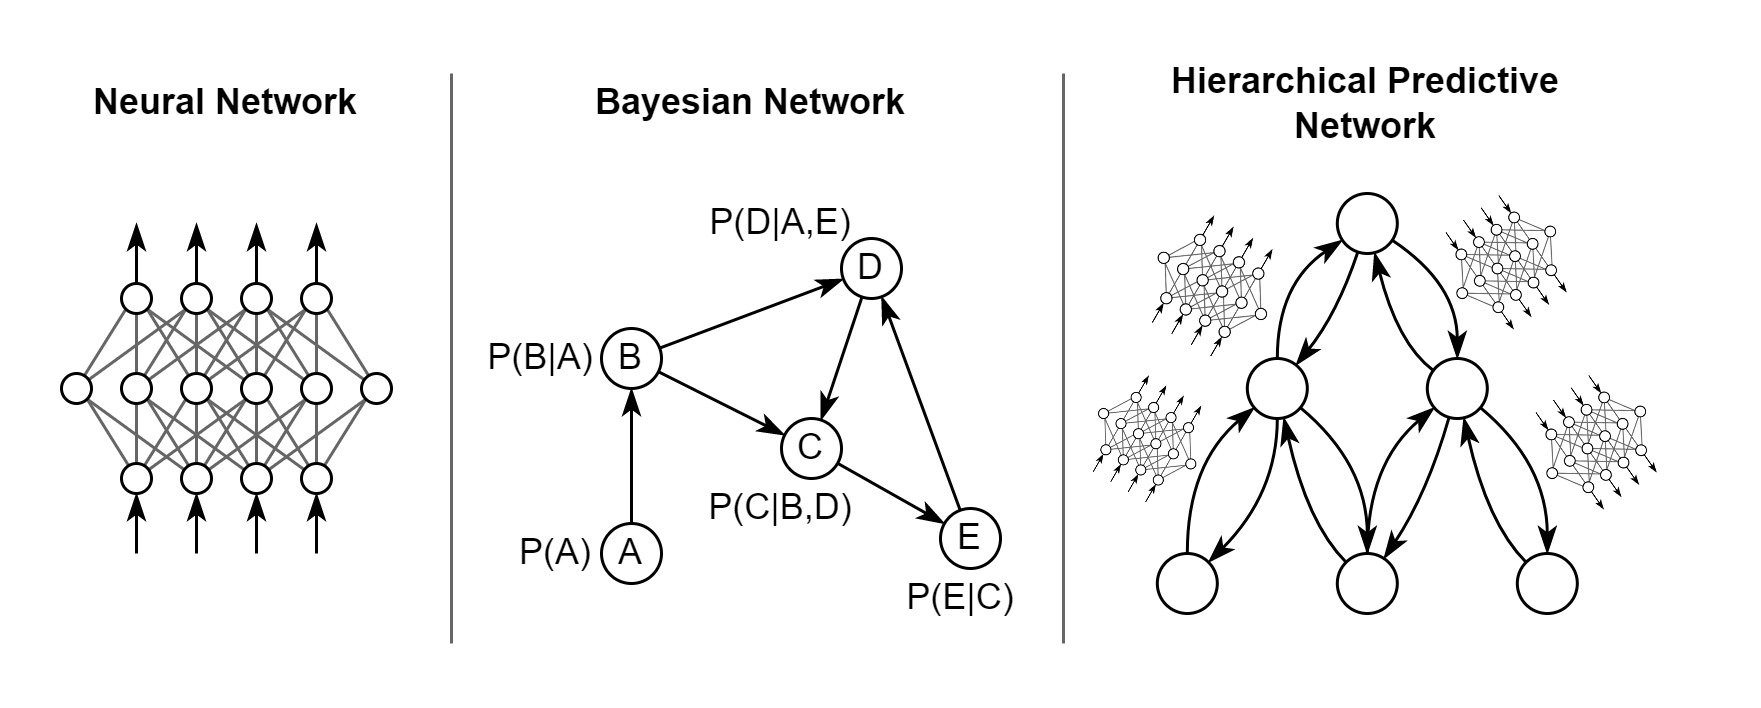 Neural Network
Bayesian Network
Hierarchical Predictive
Network
P(D|A,E)
D
P(B|A)
B
C
P(C|B,D)
P(A)
A
E
P(E|C)